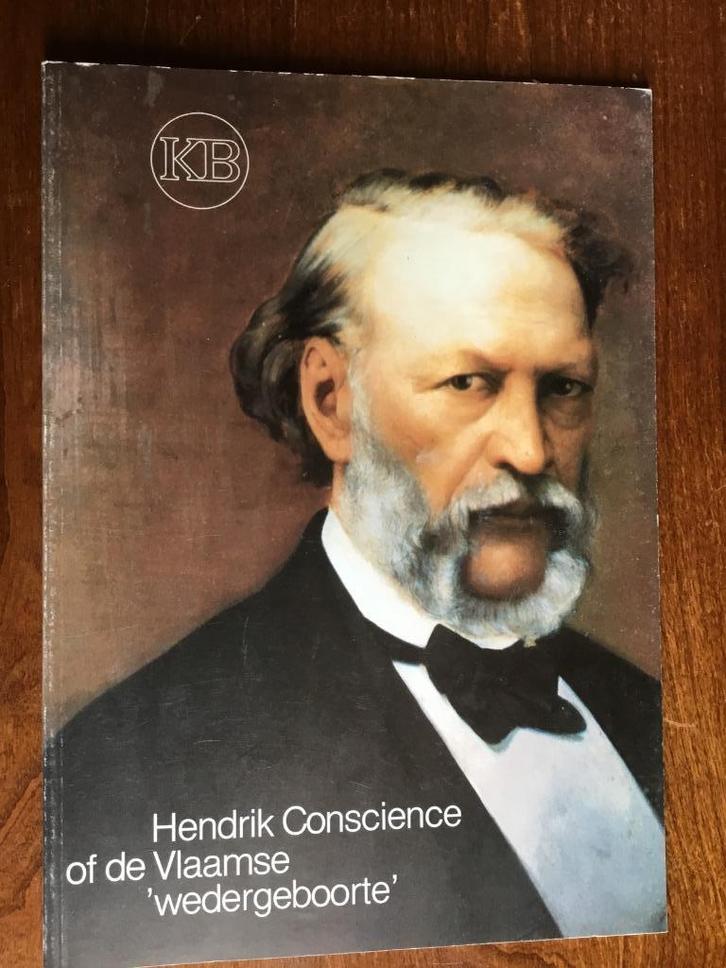 KB
Hendrik Conscience
of de Vlaamse
'wedergeboorte'